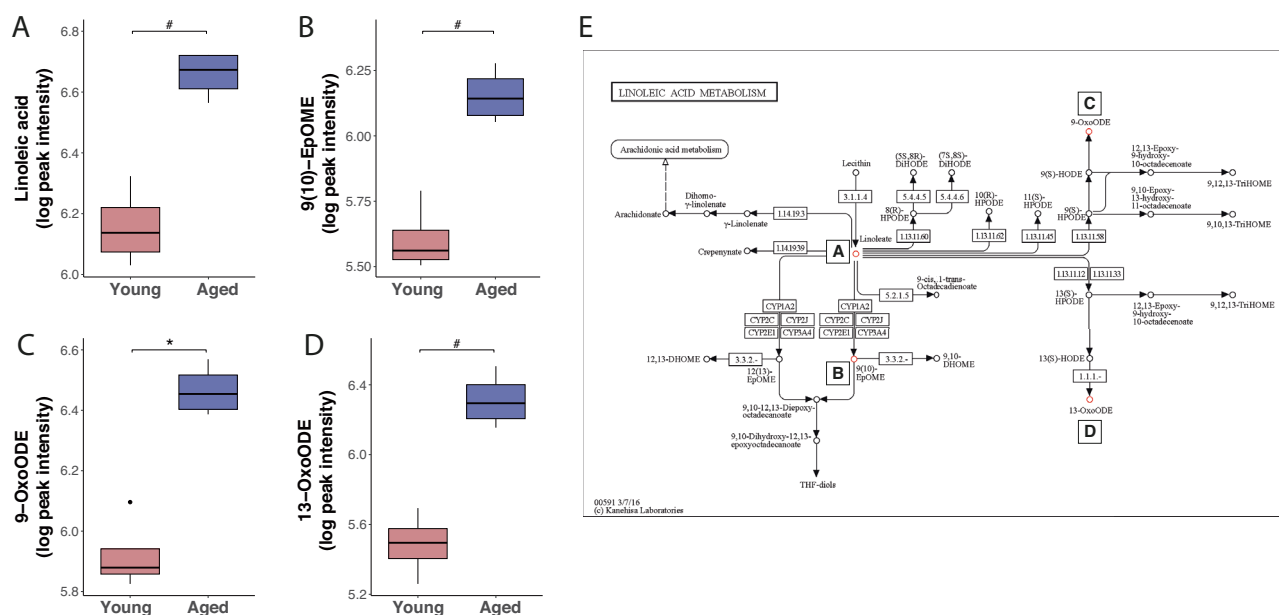 A
Linoleic acid
(log peak intensity)
6.8
6.6
6.4
6.2
6.0
#
Young Aged
B
9(10)−EpOME
(log peak intensity)
6.25
6.00
5.75
5.50
#
Young Aged
C
9−OxoODE
(log peak intensity)
6.6
6.4
6.2
6.0
5.8
*
Young Aged
D
13−OxoODE
(log peak intensity)
6.4
6.0
5.6
5.2
#
Young Aged
E
LINOLEIC ACID METABOLISM
Arachidonic acid metabolism
Arachidonate
Dihomo-
γ-linolenate
γ-Linolenate
1.14.19.3
Crepenynate
1.14.19.39
Lecithin
3.1.1.4
Linoleate
A
(5S,8R)-
DiHODE
(7S,8S)-
DiHODE
5.4.4.5
5.4.4.6
8(R)-
HPODE
1.13.11.60
10(R)-
HPODE
1.13.11.62
11(S)-
HPODE
1.13.11.45
C
9-OxoODE
9(S)-HODE
9(S)-
HPODE
1.13.11.58
12,13-Epoxy-
9-hydroxy-
10-octadecenoate
9,12,13-TriHOME
9,10-Epoxy-
13-hydroxy-
11-octadecenoate
9,10,13-TriHOME
5.2.1.5
9-cis, 1-trans-
Octadecadienoate
1.13.11.12 1.13.11.33
13(S)-
HPODE
12,13-Epoxy-
9-hydroxy-
10-octadecenoate
9,12,13-TriHOME
13(S)-HODE
1.1.1.-
13-OxoODE
D
CYP1A2
CYP2C CYP2J
CYP2E1 CYP3A4
CYP1A2
CYP2C CYP2J
CYP2E1 CYP3A4
12,13-DHOME
3.3.2.-
12(13)-
EpOME
B
9(10)-
EpOME
3.3.2.-
9,10-
DHOME
9,10-12,13-Diepoxy-
octadecanoate
9,10-Dihydroxy-12,13-
epoxyoctadecanoate
THF-diols
00591 3/7/16
(c) Kanehisa Laboratories